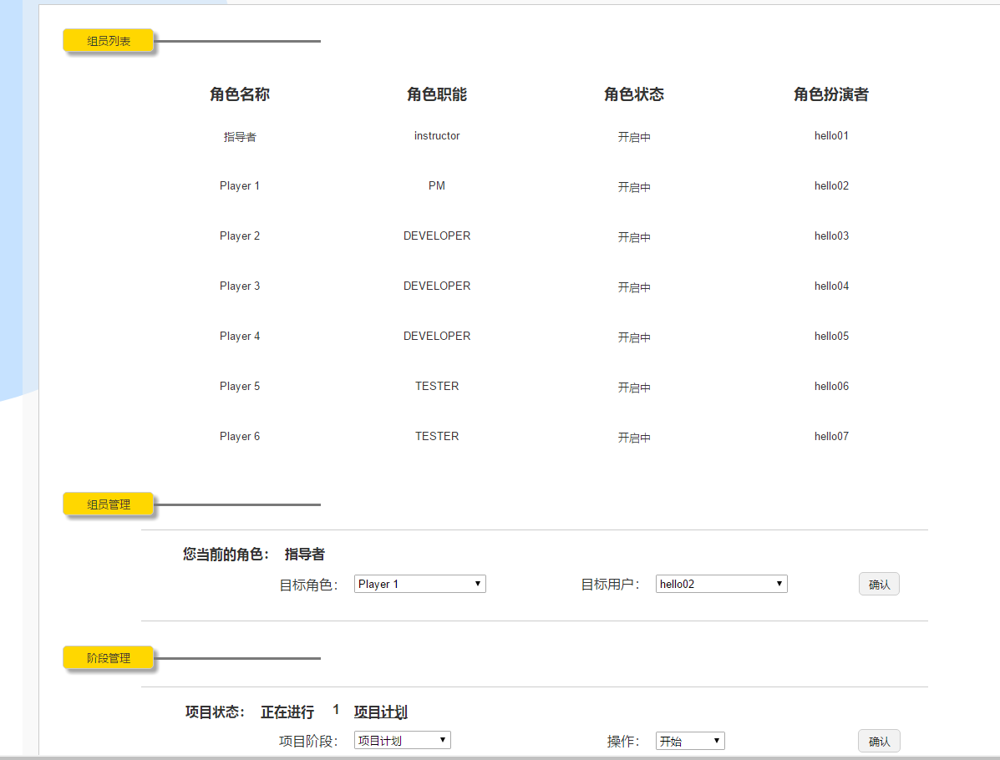 组员列表
角色名称 角色职能 角色状态 角色扮演者
指导者 instructor 开启中 hello01
Player 1 PM 开启中 hello02
Player 2 DEVELOPER 开启中 hello03
Player 3 DEVELOPER 开启中 hello04
Player 4 DEVELOPER 开启中 hello05
Player 5 TESTER 开启中 hello06
Player 6 TESTER 开启中 hello07
组员管理
您当前的角色： 指导者
目标角色： Player 1 目标用户： hello02 确认
阶段管理
项目状态： 正在进行 1 项目计划
项目阶段： 项目计划 操作： 开始 确认